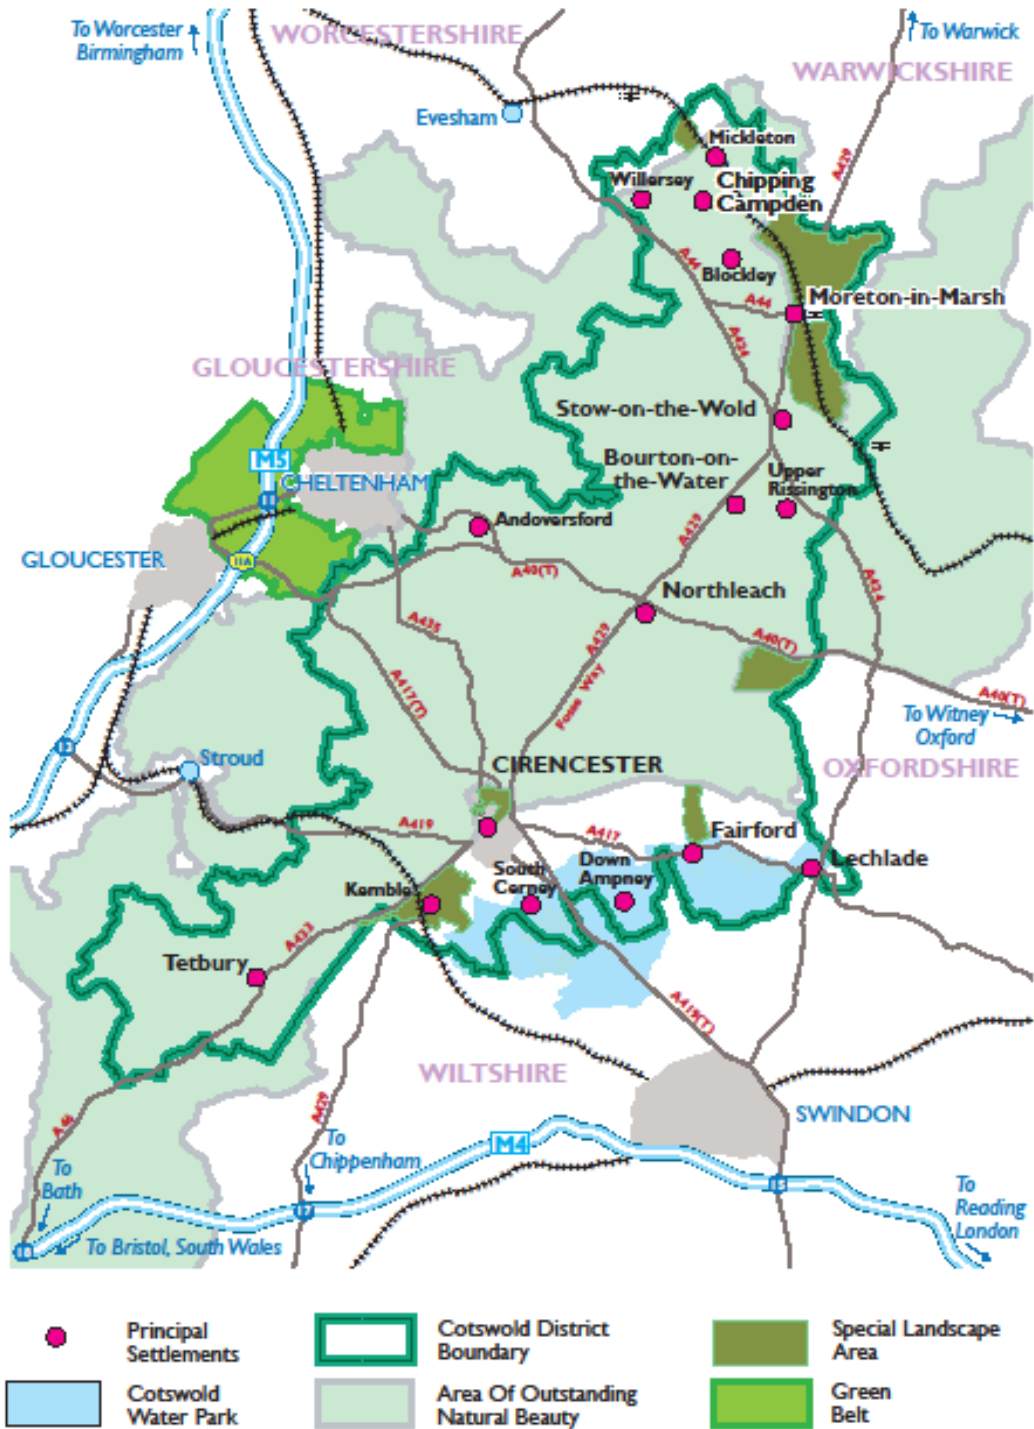 To Worcester
Birmingham
WORCESTERSHIRE
To Warwick
WARWICKSHIRE
Evesham
Mickleton
A429
Willersey
Chipping
Campden
A44
Blockley
A44
Moreton-in-Marsh
A424
GLOUCESTERSHIRE
Stow-on-the-Wold
M5
Bourton-on-
the-Water
Upper
Rissington
CHELTENHAM
11
Andoversford
A429
GLOUCESTER
11A
A40(T)
A424
Northleach
A435
A429
A40(T)
Fosse Way
A417(T)
A40(T)
To Witney
Oxford
Stroud
CIRENCESTER
OXFORDSHIRE
A419
A417
Fairford
Lechlade
South
Cerney
Down
Ampney
Kemble
A433
Tetbury
A419(T)
WILTSHIRE
SWINDON
A46
A429
To
Chippenham
M4
To
Bath
17
15
To
Reading
London
To Bristol, South Wales
Principal
Settlements
Cotswold District
Boundary
Special Landscape
Area
Cotswold
Water Park
Area Of Outstanding
Natural Beauty
Green
Belt